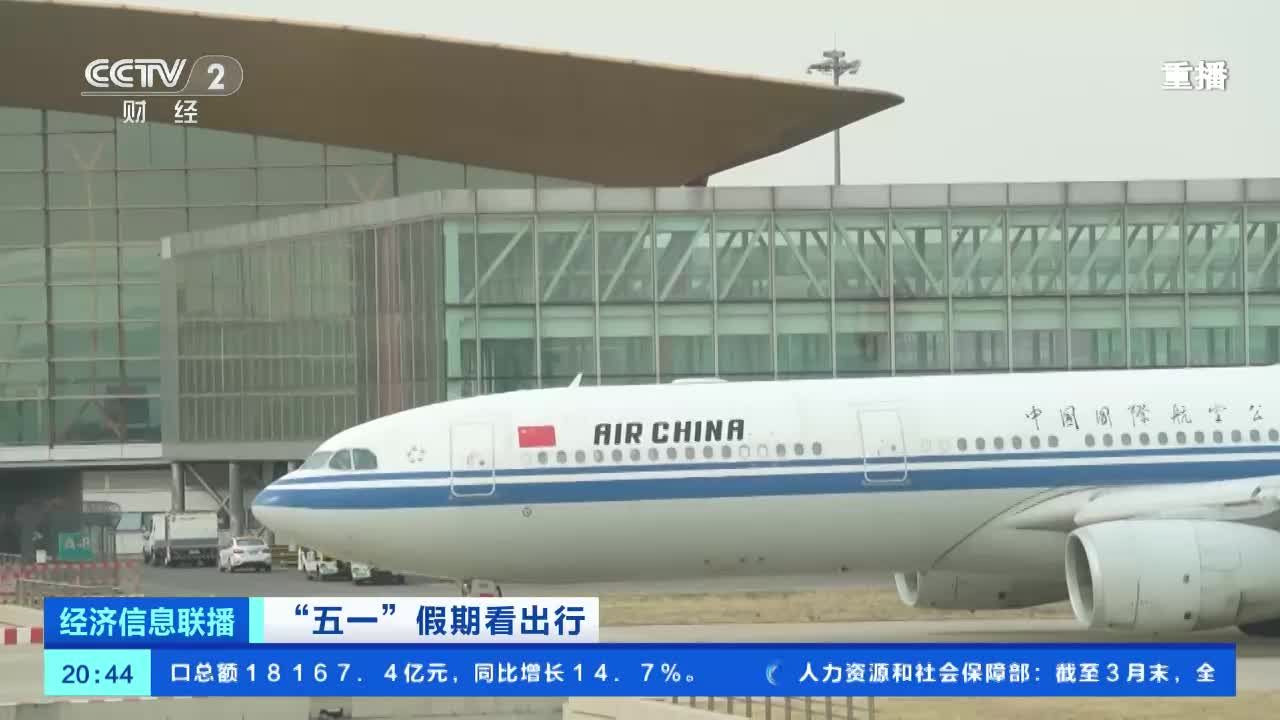 CCTV 2
财经
重播
AIR CHINA
中国国际航空公
经济信息联播
“五一”假期看出行
20:44
口总额18167.4亿元，同比增长14.7%。
人力资源和社会保障部：截至3月末，全